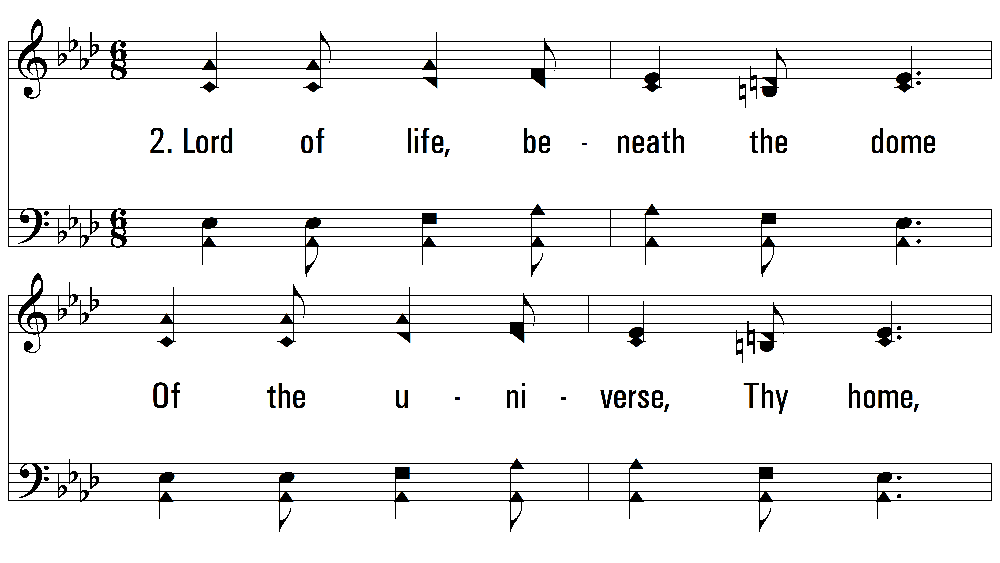 2. Lord of life, be - neath the dome
Of the u - ni - verse, Thy home,